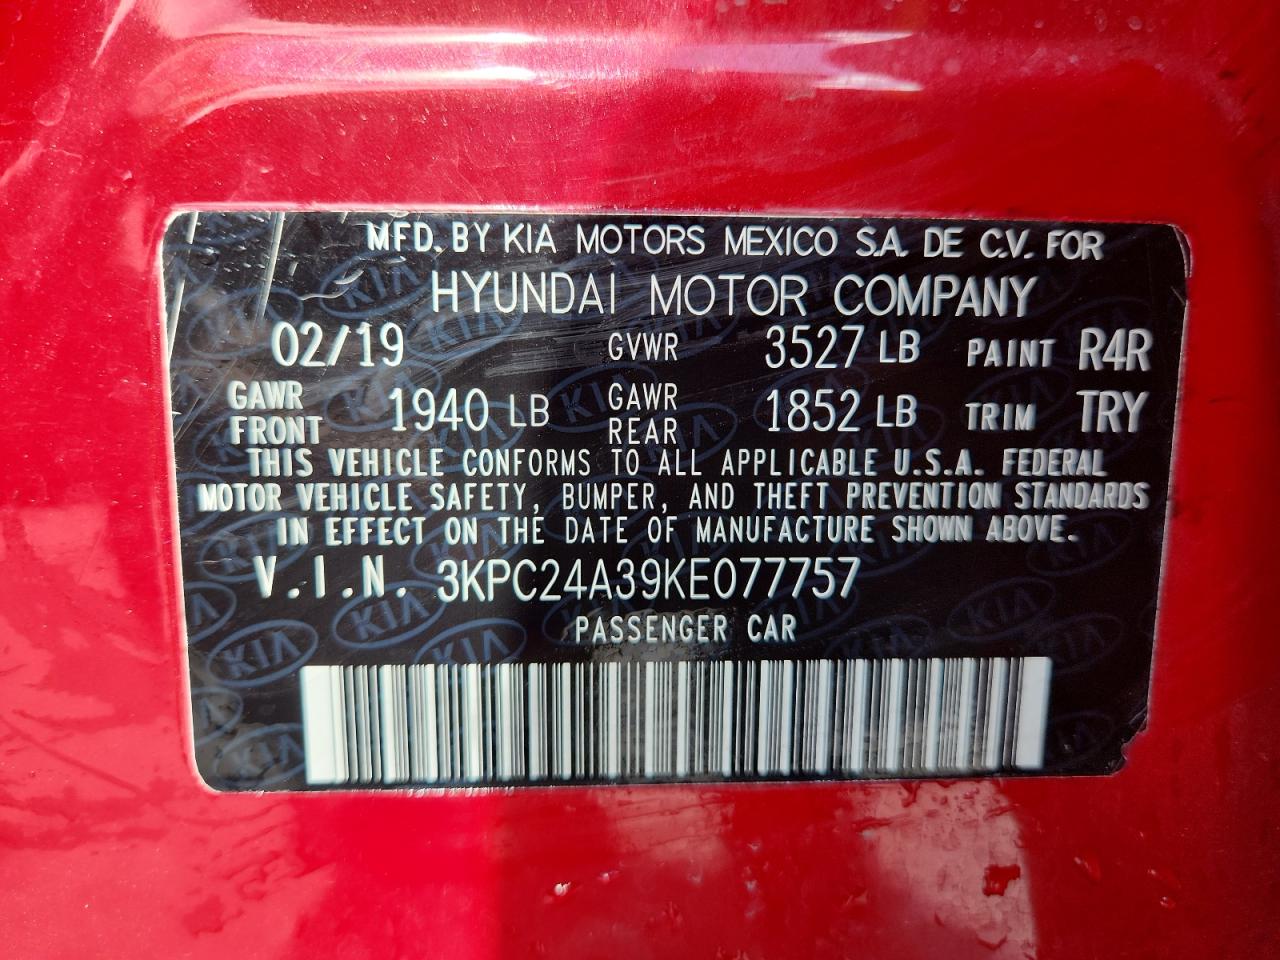 MFD. BY KIA MOTORS MEXICO S.A. DE C.V. FOR
HYUNDAI MOTOR COMPANY
02/19 GVWR 3527 LB PAINT R4R
GAWR FRONT 1940 LB GAWR REAR 1852 LB TRIM TRY
THIS VEHICLE CONFORMS TO ALL APPLICABLE U.S.A. FEDERAL
MOTOR VEHICLE SAFETY, BUMPER, AND THEFT PREVENTION STANDARDS
IN EFFECT ON THE DATE OF MANUFACTURE SHOWN ABOVE.
V.I.N. 3KPC24A39KE077757
PASSENGER CAR